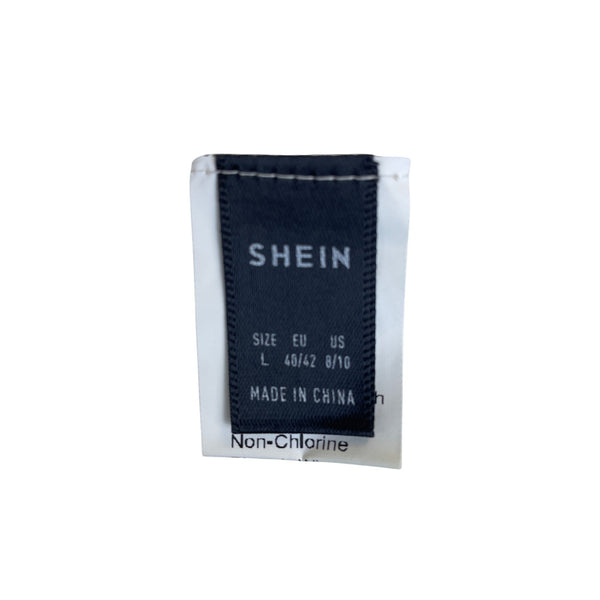 SHEIN
SIZE EU US
L 40/42 8/10
MADE IN CHINA
Non-Chlorine